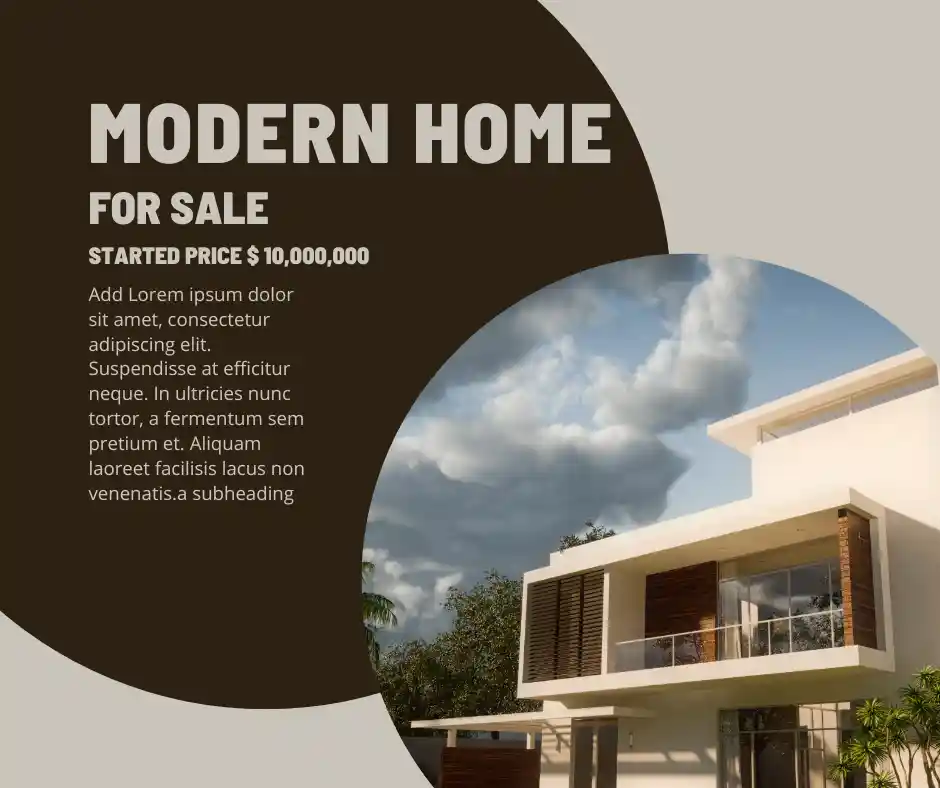 MODERN HOME
FOR SALE
STARTED PRICE $ 10,000,000
Add Lorem ipsum dolor
sit amet, consectetur
adipiscing elit.
Suspendisse at efficitur
neque. In ultricies nunc
tortor, a fermentum sem
pretium et. Aliquam
laoreet facilisis lacus non
venenatis.a subheading